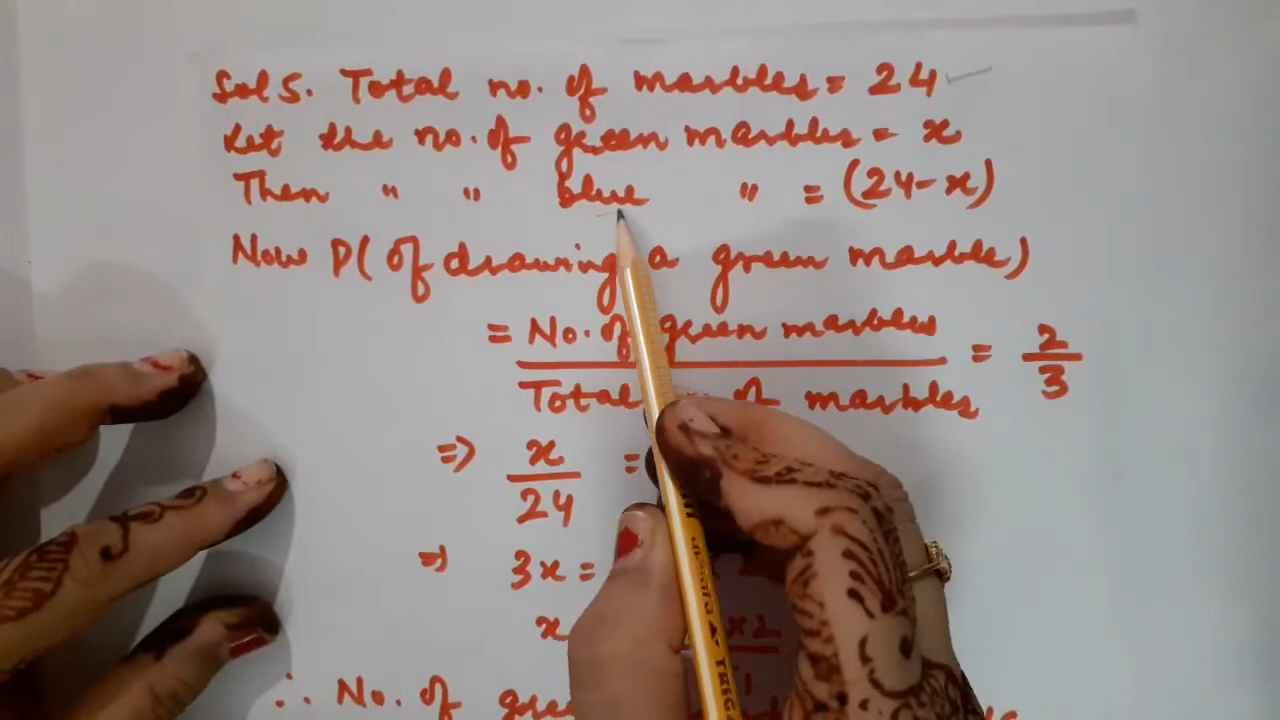 Sol 5. Total no. of marbles = 24
Let the no. of green marbles = x
Then " " blue " = (24-x)
Now P( of drawing a green marble)
= No. of green marbles / Total of marbles = 2/3
=> x/24 =
=> 3x =
x ×2
∴ No. of